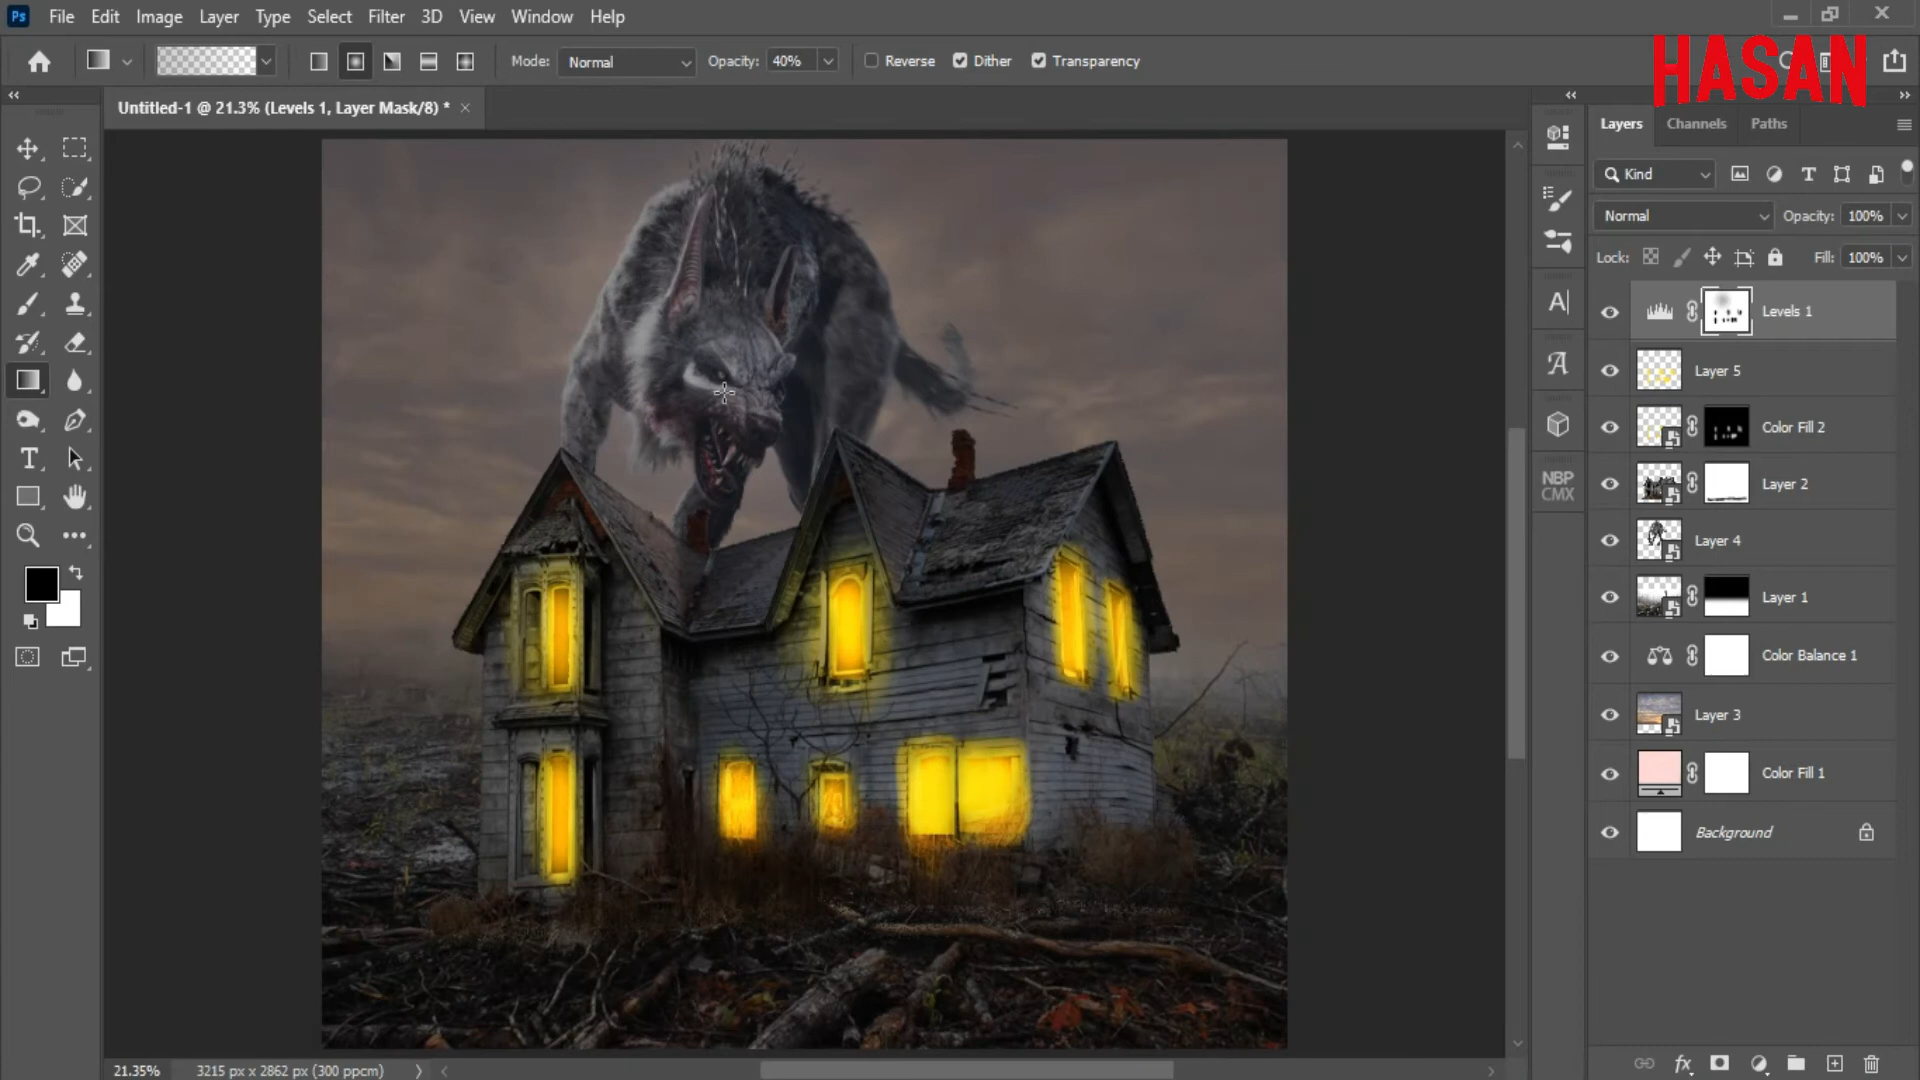 Ps File Edit Image Layer Type Select Filter 3D View Window Help
Mode: Normal Opacity: 40% Reverse Dither Transparency
HASAN
Untitled-1 @ 21.3% (Levels 1, Layer Mask/8) *
Layers Channels Paths
Kind
Normal Opacity: 100%
Lock: Fill: 100%
Levels 1
Layer 5
Color Fill 2
Layer 2
Layer 4
Layer 1
Color Balance 1
Layer 3
Color Fill 1
Background
NBP
CMX
21.35% 3215 px x 2862 px (300 ppcm)